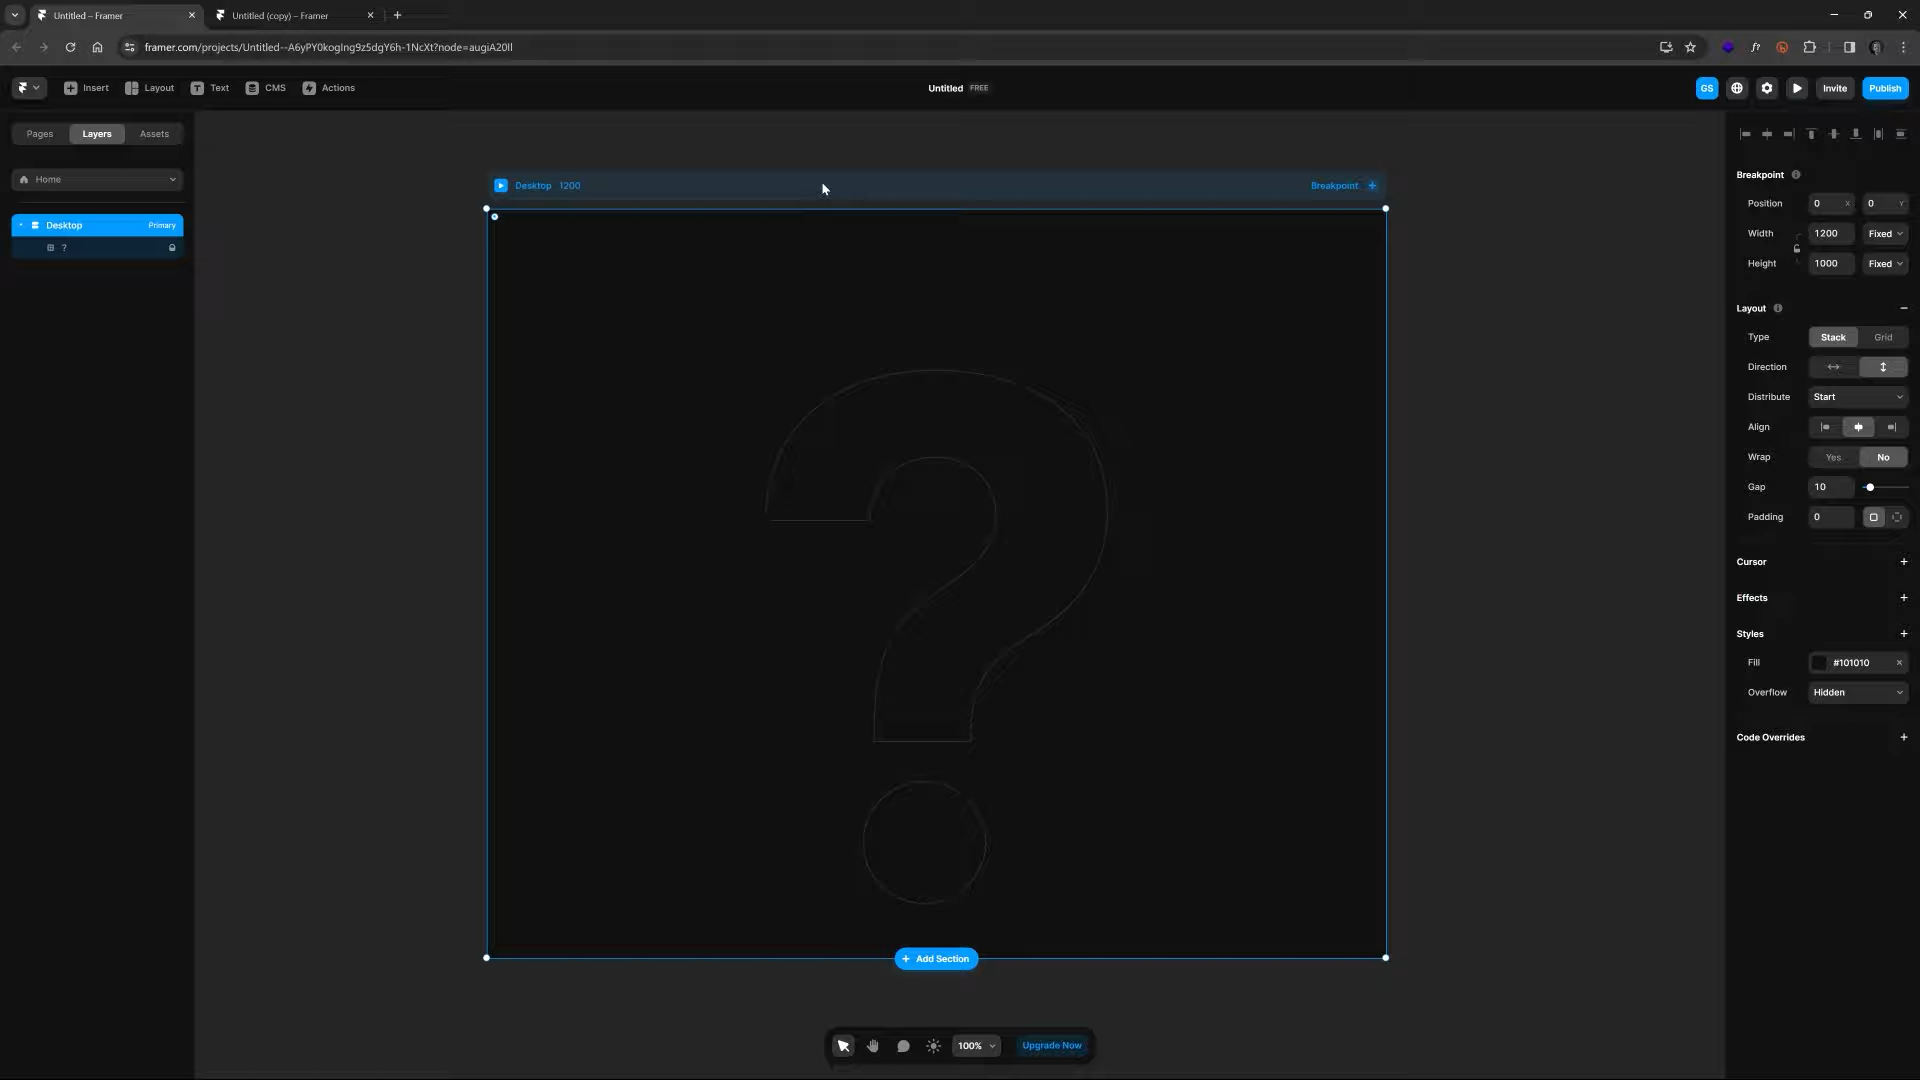 Untitled – Framer
Untitled (copy) – Framer
framer.com/projects/Untitled--A6yPY0kogIng9z5dgY6h-1NcXt?node=augiA20Il
f?
Insert
Layout
Text
CMS
Actions
Untitled FREE
GS
Invite
Publish
Pages
Layers
Assets
Home
Desktop
Primary
?
Desktop 1200
Breakpoint +
?
+ Add Section
100%
Upgrade Now
Breakpoint
Position 0 X 0 Y
Width 1200 Fixed
Height 1000 Fixed
Layout
Type Stack Grid
Direction
Distribute Start
Align
Wrap Yes No
Gap 10
Padding 0
Cursor +
Effects +
Styles +
Fill #101010
Overflow Hidden
Code Overrides +